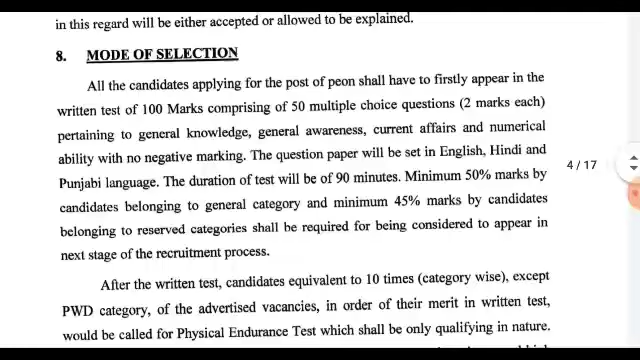 in this regard will be either accepted or allowed to be explained.
8. MODE OF SELECTION
All the candidates applying for the post of peon shall have to firstly appear in the
written test of 100 Marks comprising of 50 multiple choice questions (2 marks each)
pertaining to general knowledge, general awareness, current affairs and numerical
ability with no negative marking. The question paper will be set in English, Hindi and
Punjabi language. The duration of test will be of 90 minutes. Minimum 50% marks by
candidates belonging to general category and minimum 45% marks by candidates
belonging to reserved categories shall be required for being considered to appear in
next stage of the recruitment process.
After the written test, candidates equivalent to 10 times (category wise), except
PWD category, of the advertised vacancies, in order of their merit in written test,
would be called for Physical Endurance Test which shall be only qualifying in nature.
4 / 17